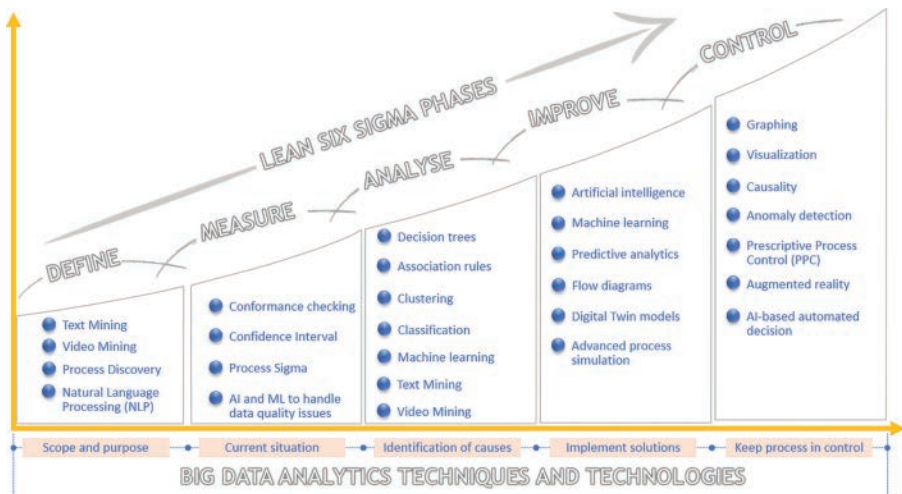 LEAN SIX SIGMA PHASES
DEFINE
MEASURE
ANALYSE
IMPROVE
CONTROL
Text Mining
Video Mining
Process Discovery
Natural Language
Processing (NLP)
Conformance checking
Confidence Interval
Process Sigma
AI and ML to handle
data quality issues
Decision trees
Association rules
Clustering
Classification
Machine learning
Text Mining
Video Mining
Artificial intelligence
Machine learning
Predictive analytics
Flow diagrams
Digital Twin models
Advanced process
simulation
Graphing
Visualization
Causality
Anomaly detection
Prescriptive Process
Control (PPC)
Augmented reality
AI-based automated
decision
Scope and purpose
Current situation
Identification of causes
Implement solutions
Keep process in control
BIG DATA ANALYTICS TECHNIQUES AND TECHNOLOGIES